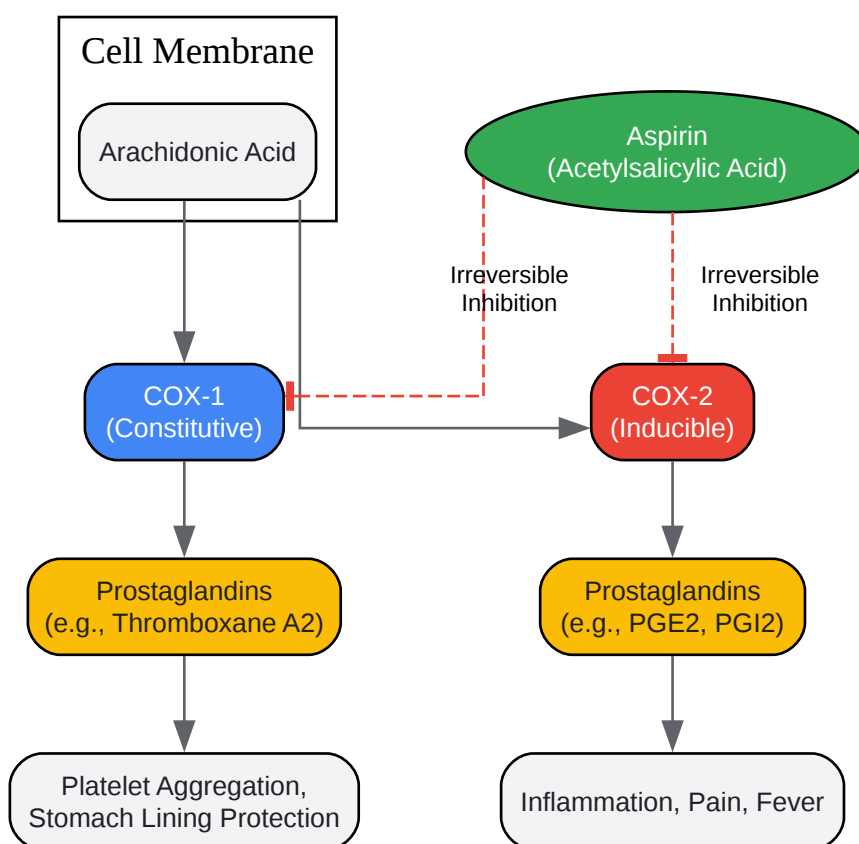 Cell Membrane
Arachidonic Acid
Aspirin
(Acetylsalicylic Acid)
Irreversible
Inhibition
Irreversible
Inhibition
COX-1
(Constitutive)
COX-2
(Inducible)
Prostaglandins
(e.g., Thromboxane A2)
Prostaglandins
(e.g., PGE2, PGI2)
Platelet Aggregation,
Stomach Lining Protection
Inflammation, Pain, Fever